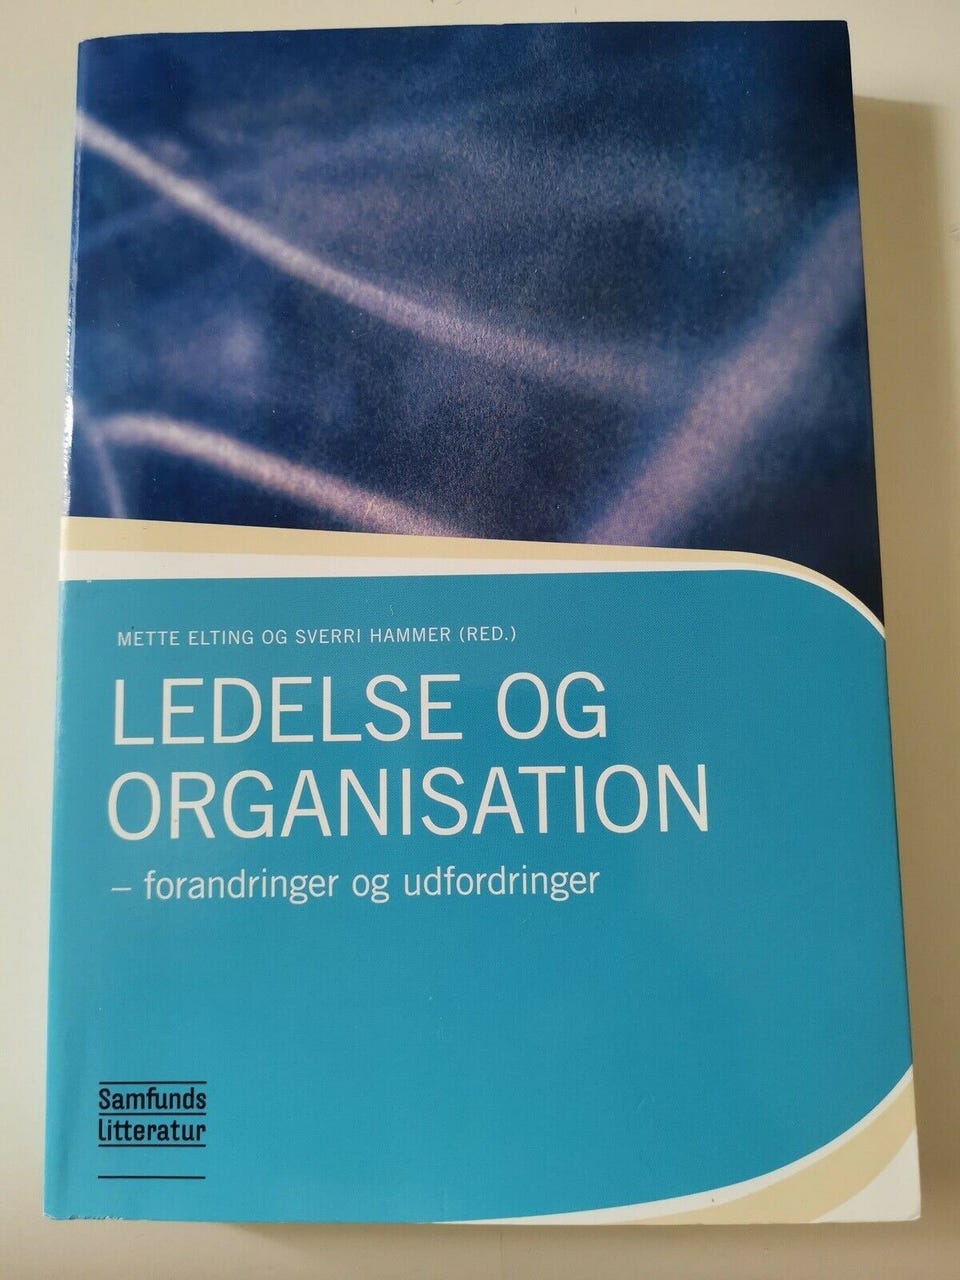 METTE ELTING OG SVERRI HAMMER (RED.)
LEDELSE OG
ORGANISATION
– forandringer og udfordringer
Samfunds
litteratur